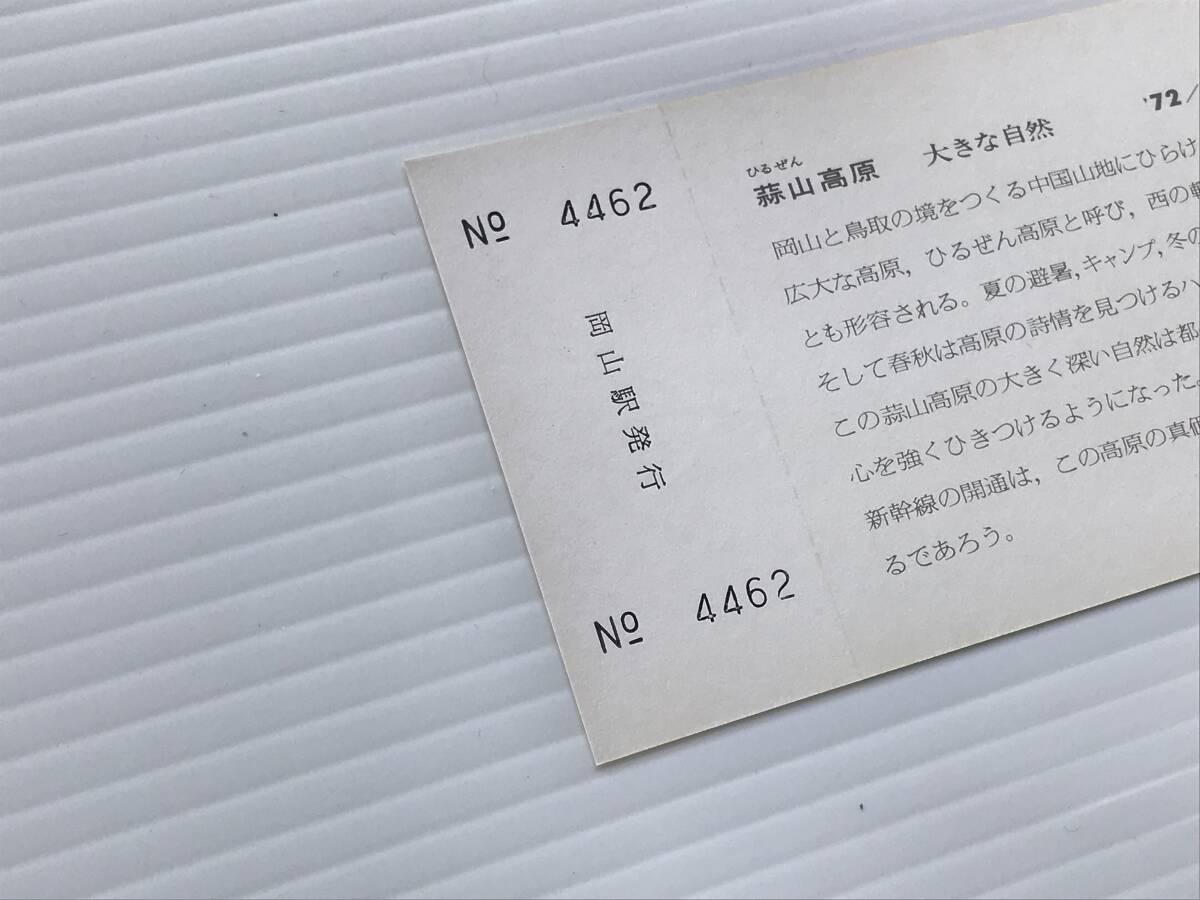 № 4462
岡山駅発行
№ 4462
'72/
ひるぜん
蒜山高原 大きな自然
岡山と鳥取の境をつくる中国山地にひらけ
広大な高原，ひるぜん高原と呼び，西の軽
とも形容される。夏の避暑，キャンプ，冬の
そして春秋は高原の詩情を見つけるハ
この蒜山高原の大きく深い自然は都
心を強くひきつけるようになった。
新幹線の開通は，この高原の真価
るであろう。